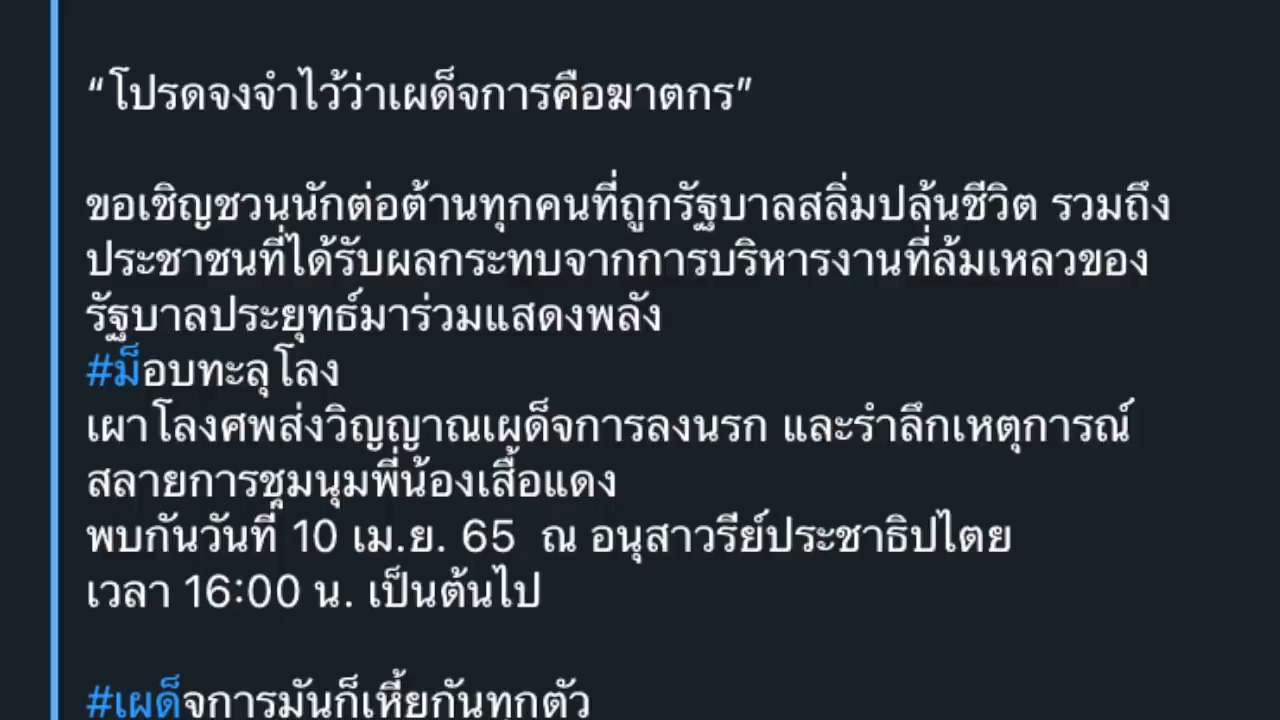 “โปรดจงจำไว้ว่าเผด็จการคือฆาตกร”
ขอเชิญชวนนักต่อต้านทุกคนที่ถูกรัฐบาลสลิ่มปล้นชีวิต รวมถึง
ประชาชนที่ได้รับผลกระทบจากการบริหารงานที่ล้มเหลวของ
รัฐบาลประยุทธ์มาร่วมแสดงพลัง
#ม็อบทะลุโลง
เผาโลงศพส่งวิญญาณเผด็จการลงนรก และรำลึกเหตุการณ์
สลายการชุมนุมพี่น้องเสื้อแดง
พบกันวันที่ 10 เม.ย. 65 ณ อนุสาวรีย์ประชาธิปไตย
เวลา 16:00 น. เป็นต้นไป
#เผด็จการมันก็เหี้ยกันทุกตัว